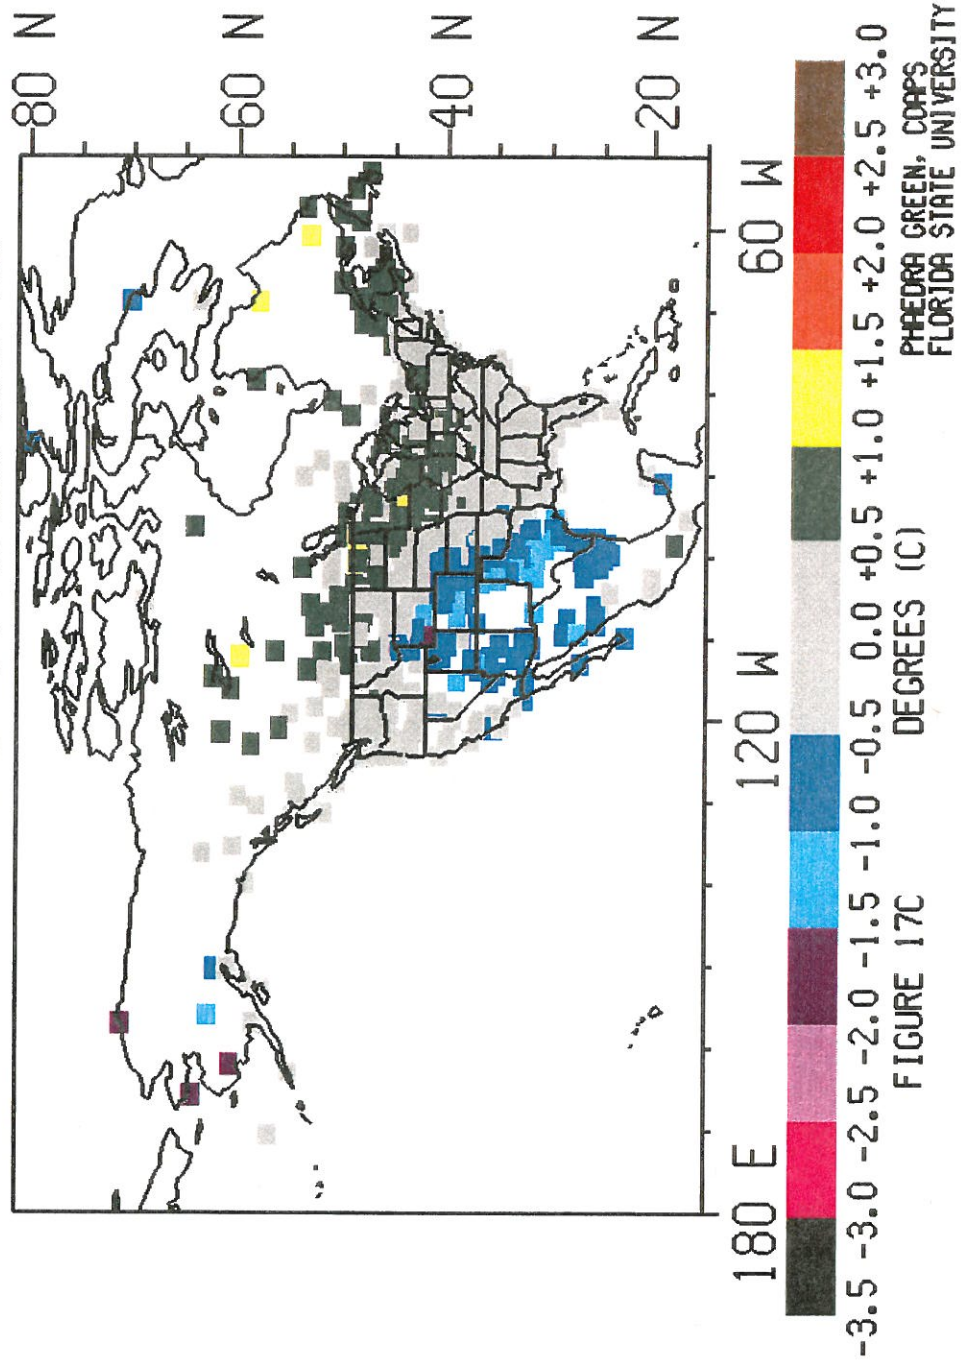 80 N
60 N
40 N
20 N
180 E
120 W
60 W
-3.5 -3.0 -2.5 -2.0 -1.5 -1.0 -0.5 0.0 +0.5 +1.0 +1.5 +2.0 +2.5 +3.0
FIGURE 17C
DEGREES (C)
PHAEDRA GREEN, COAPS
FLORIDA STATE UNIVERSITY